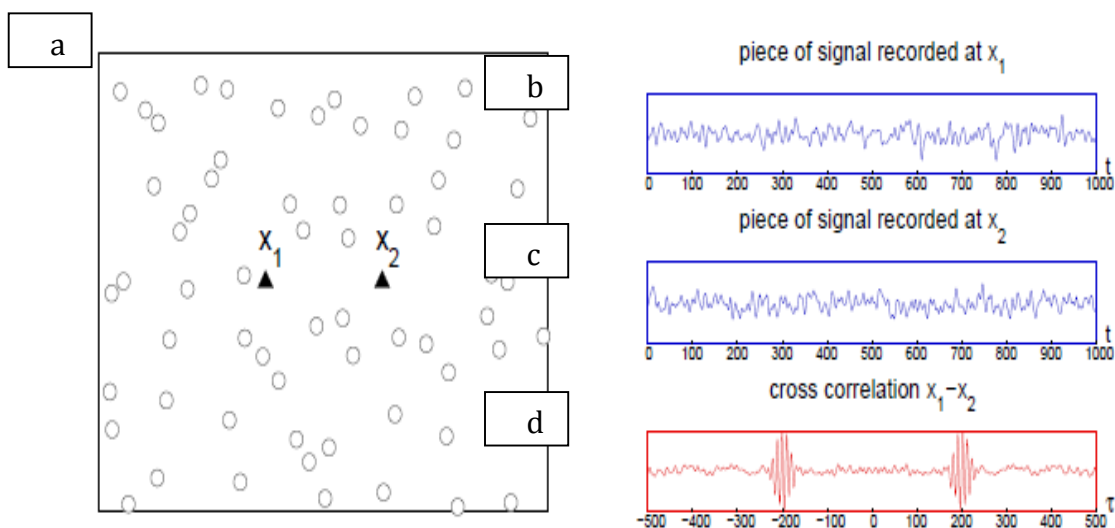 a
b
c
d
x1
x2
piece of signal recorded at x1
0 100 200 300 400 500 600 700 800 900 1000
t
piece of signal recorded at x2
0 100 200 300 400 500 600 700 800 900 1000
t
cross correlation x1−x2
−500 −400 −300 −200 −100 0 100 200 300 400 500
τ